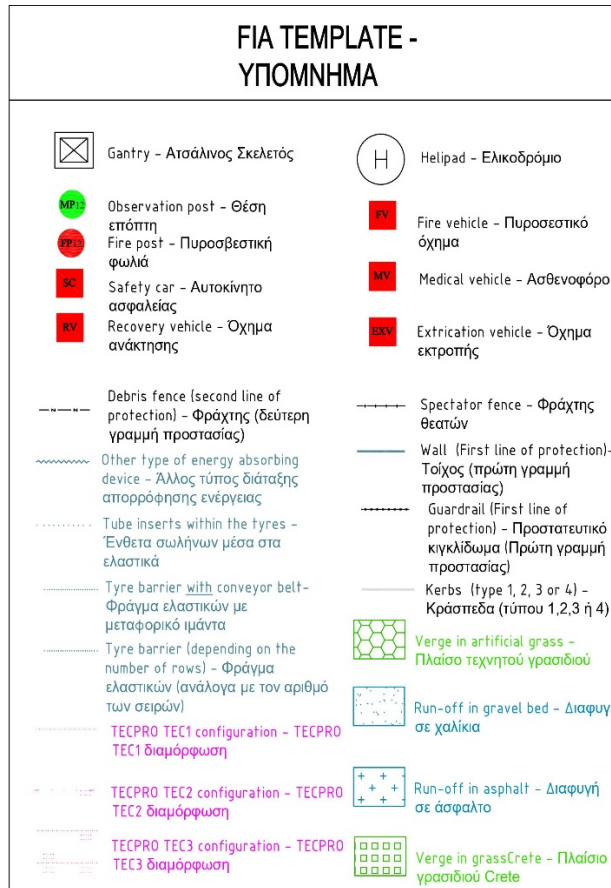 FIA TEMPLATE -
ΥΠΟΜΝΗΜΑ
Gantry – Ατσάλινος Σκελετός
MP12
Observation post - Θέση
επόπτη
FP12
Fire post - Πυροσβεστική
φωλιά
SC
Safety car - Αυτοκίνητο
ασφαλείας
RV
Recovery vehicle - Όχημα
ανάκτησης
Debris fence (second line of
protection) - Φράχτης (δεύτερη
γραμμή προστασίας)
Other type of energy absorbing
device - Άλλος τύπος διάταξης
απορρόφησης ενέργειας
Tube inserts within the tyres -
Ένθετα σωλήνων μέσα στα
ελαστικά
Tyre barrier with conveyor belt-
Φράγμα ελαστικών με
μεταφορικό ιμάντα
Tyre barrier (depending on the
number of rows) - Φράγμα
ελαστικών (ανάλογα με τον αριθμό
των σειρών)
TECPRO TEC1 configuration - TECPRO
TEC1 διαμόρφωση
TECPRO TEC2 configuration - TECPRO
TEC2 διαμόρφωση
TECPRO TEC3 configuration - TECPRO
TEC3 διαμόρφωση
H
Helipad - Ελικοδρόμιο
FV
Fire vehicle - Πυροσεστικό
όχημα
MV
Medical vehicle - Ασθενοφόρο
EXV
Extrication vehicle - Όχημα
εκτροπής
Spectator fence - Φράχτης
θεατών
Wall (First line of protection)-
Τοίχος (πρώτη γραμμή
προστασίας)
Guardrail (First line of
protection) - Προστατευτικό
κιγκλίδωμα (Πρώτη γραμμή
προστασίας)
Kerbs (type 1, 2, 3 or 4) -
Κράσπεδα (τύπου 1,2,3 ή 4)
Verge in artificial grass -
Πλαίσο τεχνητού γρασιδιού
Run-off in gravel bed - Διαφυγ
σε χαλίκια
Run-off in asphalt - Διαφυγή
σε άσφαλτο
Verge in grassCrete - Πλαίσιο
γρασιδιού Crete